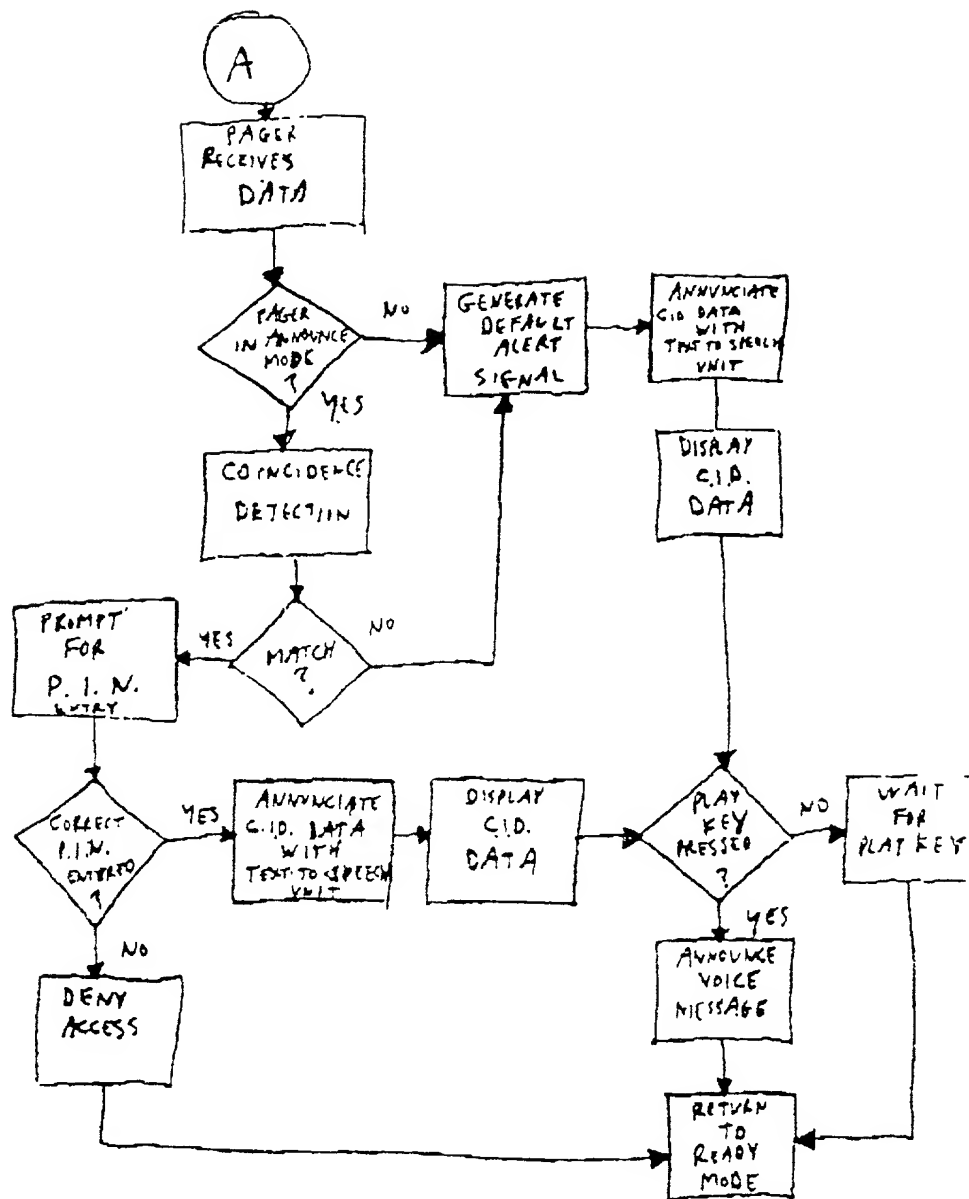 A
PAGER
RECEIVES
DATA
PAGER
IN ANNOUNCE
MODE
?
NO
YES
GENERATE
DEFAULT
ALERT
SIGNAL
ANNUNCIATE
C.I.D. DATA
WITH
TEXT TO SPEECH
UNIT
COINCIDENCE
DETECTION
DISPLAY
C.I.D.
DATA
MATCH
?
YES
NO
PROMPT
FOR
P. I. N.
ENTRY
CORRECT
P.I.N.
ENTERED
?
YES
NO
ANNUNCIATE
C.I.D. DATA
WITH
TEXT TO SPEECH
UNIT
DISPLAY
C.I.D.
DATA
PLAY
KEY
PRESSED
?
NO
YES
WAIT
FOR
PLAY KEY
DENY
ACCESS
ANNOUNCE
VOICE
MESSAGE
RETURN
TO
READY
MODE